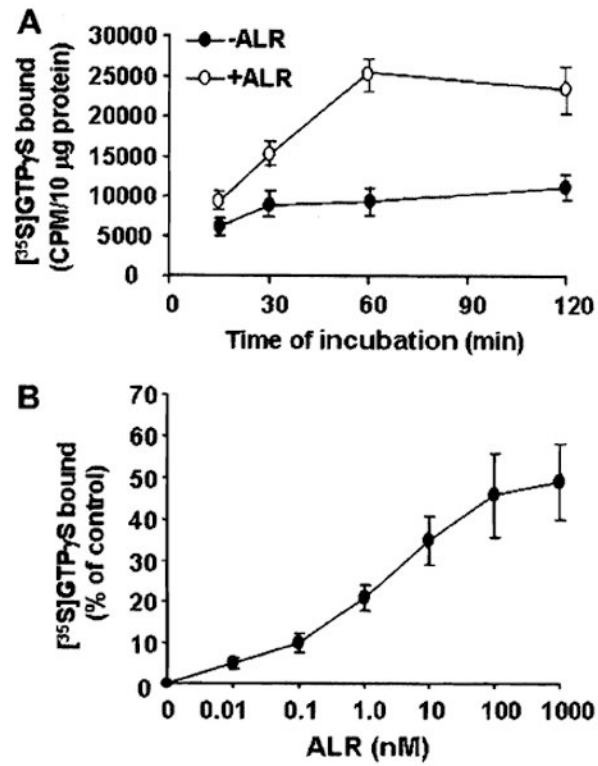 A
[³⁵S]GTPγS bound
(CPM/10 μg protein)
30000
25000
20000
15000
10000
5000
0
-ALR
+ALR
0 30 60 90 120
Time of incubation (min)
B
[³⁵S]GTPγS bound
(% of control)
70
60
50
40
30
20
10
0
0 0.01 0.1 1.0 10 100 1000
ALR (nM)